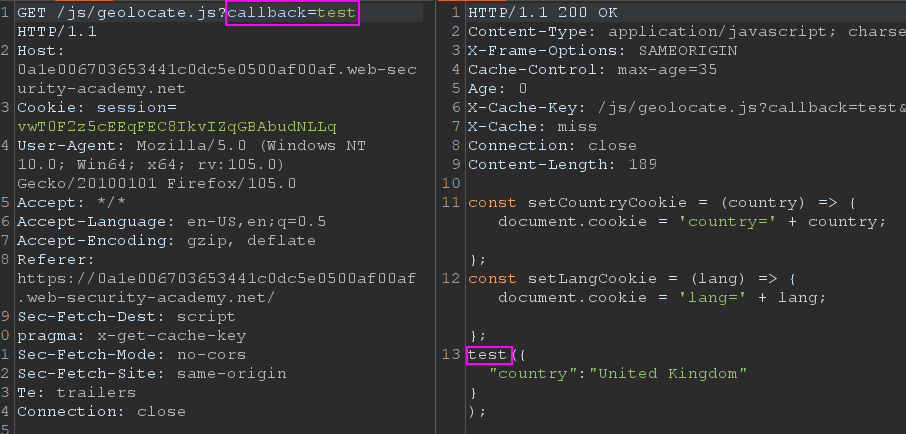 1 GET /js/geolocate.js?callback=test
HTTP/1.1
2 Host:
0a1e006703653441c0dc5e0500af00af.web-sec
urity-academy.net
3 Cookie: session=
vwT0F2z5cEEqFEC8IkvIZqGBAbudNLLq
4 User-Agent: Mozilla/5.0 (Windows NT
10.0; Win64; x64; rv:105.0)
Gecko/20100101 Firefox/105.0
5 Accept: */*
6 Accept-Language: en-US,en;q=0.5
7 Accept-Encoding: gzip, deflate
8 Referer:
https://0a1e006703653441c0dc5e0500af00af
.web-security-academy.net/
9 Sec-Fetch-Dest: script
0 pragma: x-get-cache-key
1 Sec-Fetch-Mode: no-cors
2 Sec-Fetch-Site: same-origin
3 Te: trailers
4 Connection: close
5
1 HTTP/1.1 200 OK
2 Content-Type: application/javascript; charse
3 X-Frame-Options: SAMEORIGIN
4 Cache-Control: max-age=35
5 Age: 0
6 X-Cache-Key: /js/geolocate.js?callback=test&
7 X-Cache: miss
8 Connection: close
9 Content-Length: 189
10
11 const setCountryCookie = (country) => {
document.cookie = 'country=' + country;
};
12 const setLangCookie = (lang) => {
document.cookie = 'lang=' + lang;
};
13 test({
"country":"United Kingdom"
}
);